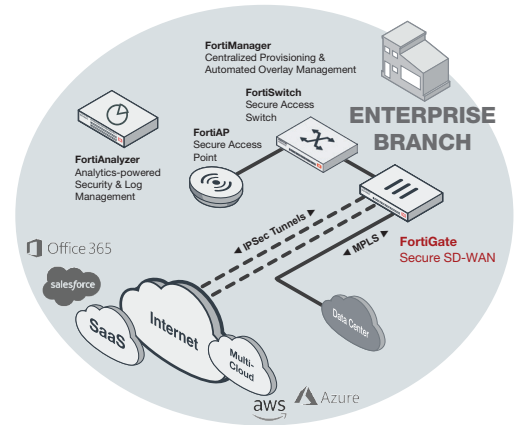 FortiManager
Centralized Provisioning &
Automated Overlay Management
FortiSwitch
Secure Access
Switch
ENTERPRISE
BRANCH
FortiAP
Secure Access
Point
FortiAnalyzer
Analytics-powered
Security & Log
Management
◄ IPSec Tunnels ►
◄ MPLS ►
FortiGate
Secure SD-WAN
Office 365
salesforce
SaaS
Internet
Multi-
Cloud
Data Center
aws
Azure